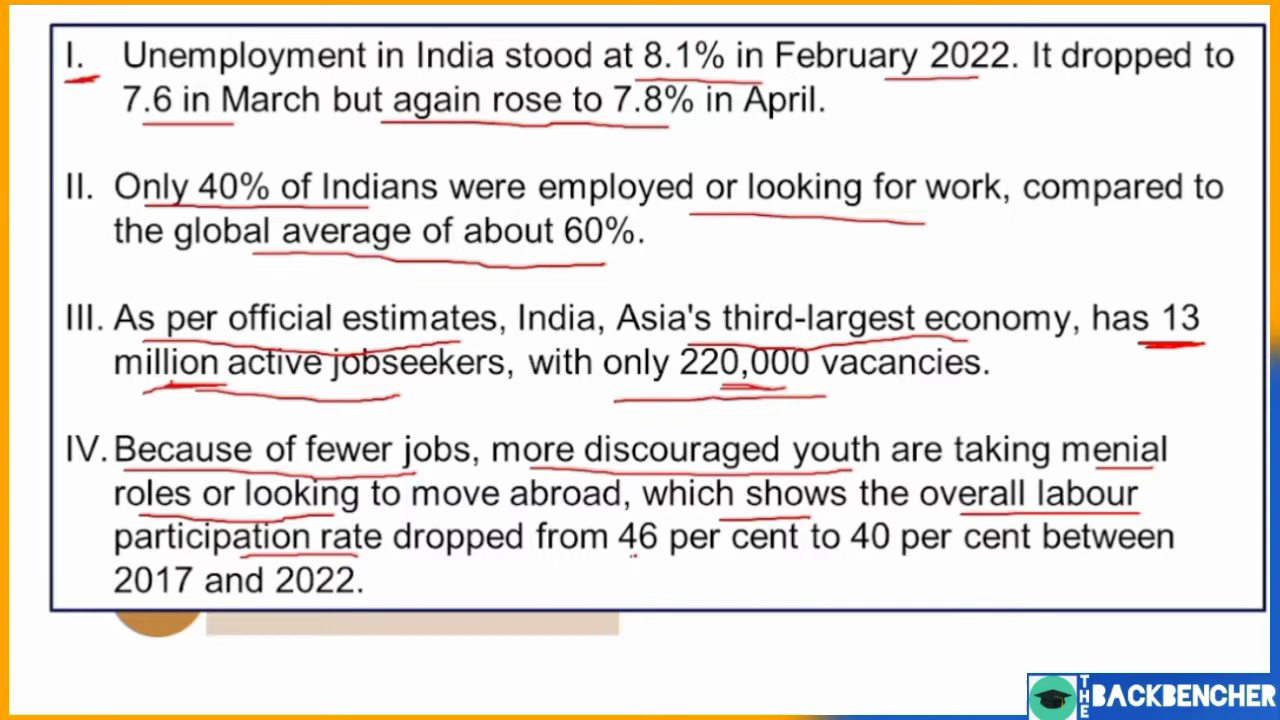 I. Unemployment in India stood at 8.1% in February 2022. It dropped to
7.6 in March but again rose to 7.8% in April.
II. Only 40% of Indians were employed or looking for work, compared to
the global average of about 60%.
III. As per official estimates, India, Asia's third-largest economy, has 13
million active jobseekers, with only 220,000 vacancies.
IV. Because of fewer jobs, more discouraged youth are taking menial
roles or looking to move abroad, which shows the overall labour
participation rate dropped from 46 per cent to 40 per cent between
2017 and 2022.
THE BACKBENCHER